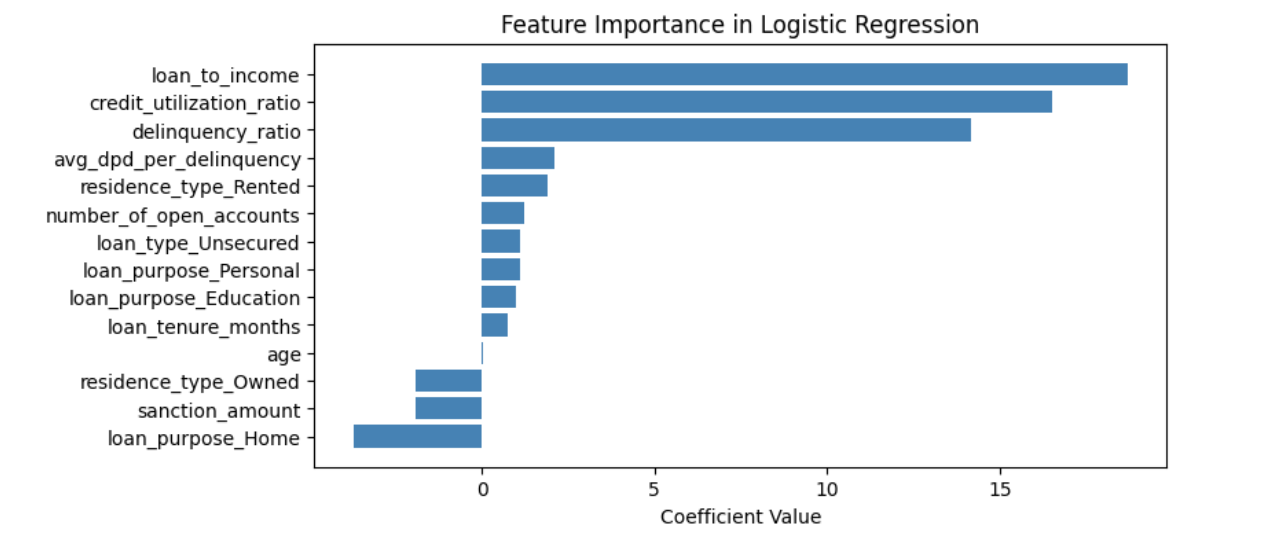 Feature Importance in Logistic Regression
loan_to_income
credit_utilization_ratio
delinquency_ratio
avg_dpd_per_delinquency
residence_type_Rented
number_of_open_accounts
loan_type_Unsecured
loan_purpose_Personal
loan_purpose_Education
loan_tenure_months
age
residence_type_Owned
sanction_amount
loan_purpose_Home
0 5 10 15
Coefficient Value